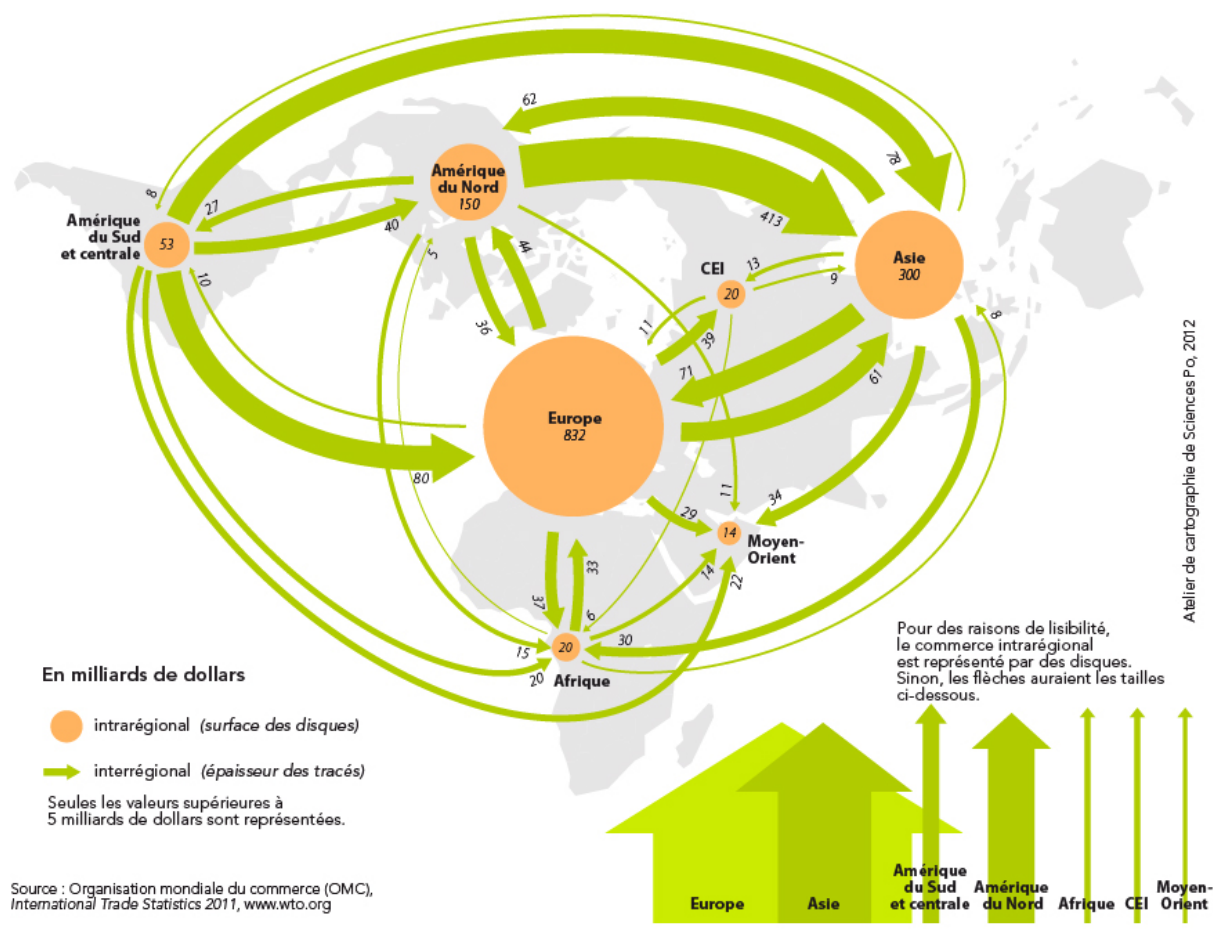 62
78
8
Amérique
du Nord
150
27
Amérique
du Sud
et centrale
53
40
413
5
44
10
CEI
13
Asie
300
20
9
11
39
36
8
71
61
Europe
832
80
11
34
29
14
Moyen-
Orient
33
14
22
37
6
30
15
20
20
Afrique
Atelier de cartographie de Sciences Po, 2012
En milliards de dollars
intrarégional (surface des disques)
interrégional (épaisseur des tracés)
Seules les valeurs supérieures à
5 milliards de dollars sont représentées.
Pour des raisons de lisibilité,
le commerce intrarégional
est représenté par des disques.
Sinon, les flèches auraient les tailles
ci-dessous.
Europe
Asie
Amérique
du Sud
et centrale
Amérique
du Nord
Afrique
CEI
Moyen-
Orient
Source : Organisation mondiale du commerce (OMC),
International Trade Statistics 2011, www.wto.org